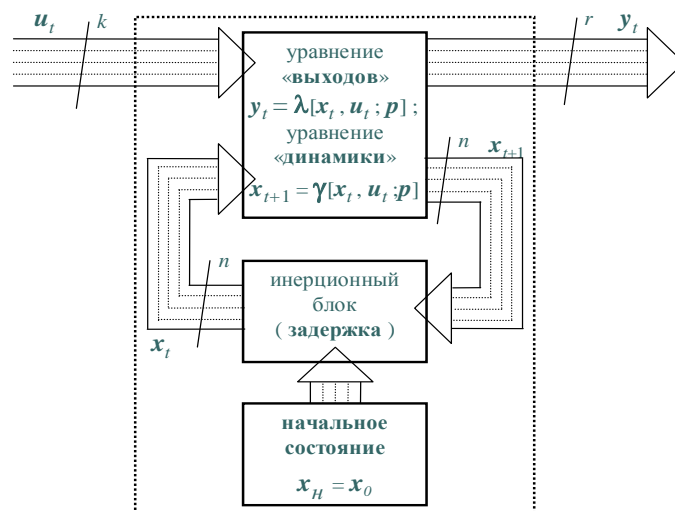 u_t
k
r
y_t
уравнение
«выходов»
y_t = λ[x_t , u_t ; p] ;
уравнение
«динамики»
x_{t+1} = γ[x_t , u_t ;p]
n
x_{t+1}
n
x_t
инерционный
блок
( задержка )
начальное
состояние
x_H = x_0